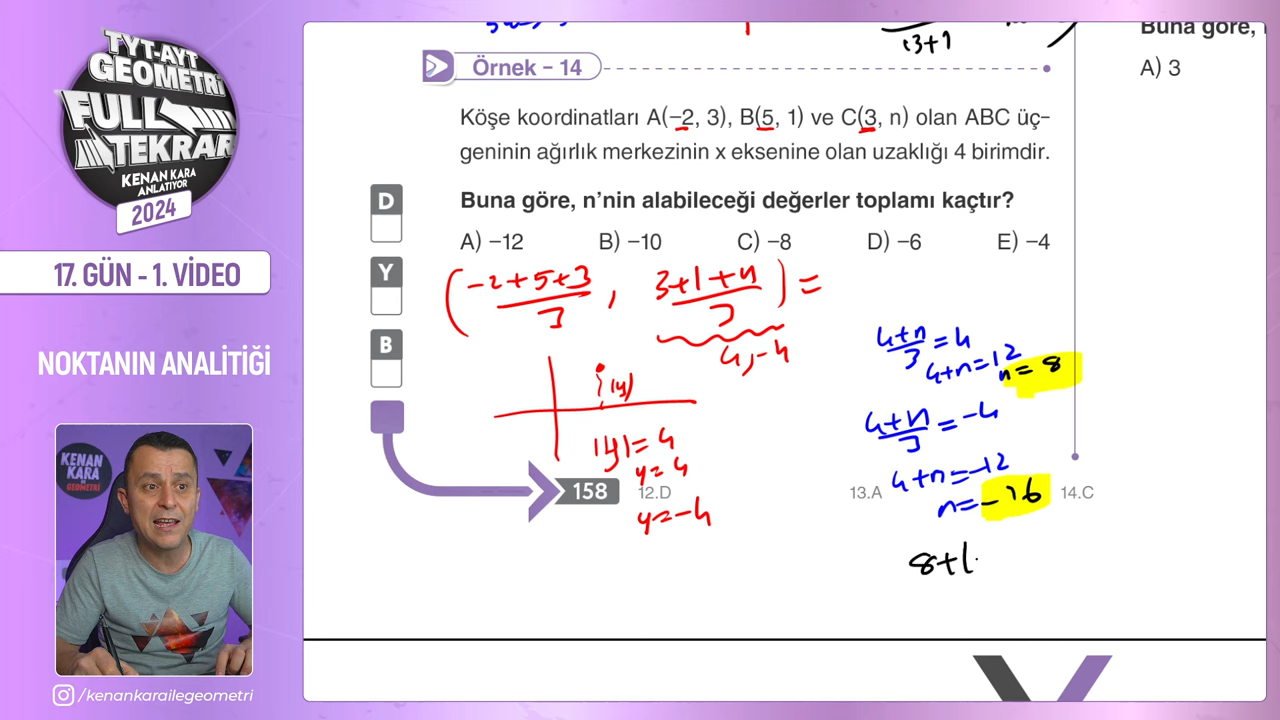 TYT-AYT
GEOMETRİ
FULL
TEKRAR
KENAN KARA
ANLATIYOR
2024
17. GÜN - 1. VİDEO
NOKTANIN ANALİTİĞİ
KENAN
KARA
GEOMETRİ
/kenankarailegeometri
13+1
Buna göre,
A) 3
Örnek – 14
Köşe koordinatları A(–2, 3), B(5, 1) ve C(3, n) olan ABC üç-
geninin ağırlık merkezinin x eksenine olan uzaklığı 4 birimdir.
Buna göre, n'nin alabileceği değerler toplamı kaçtır?
A) –12 B) –10 C) –8 D) –6 E) –4
D
Y
B
(-2+5+3/3, 3+1+n/3) =
4,-4
(y)
|y|=4
y=4
y=-4
4+n/3 = 4
4+n=12
n=8
4+n/3 = -4
4+n=-12
n=-16
8+(
158 12.D 13.A 14.C